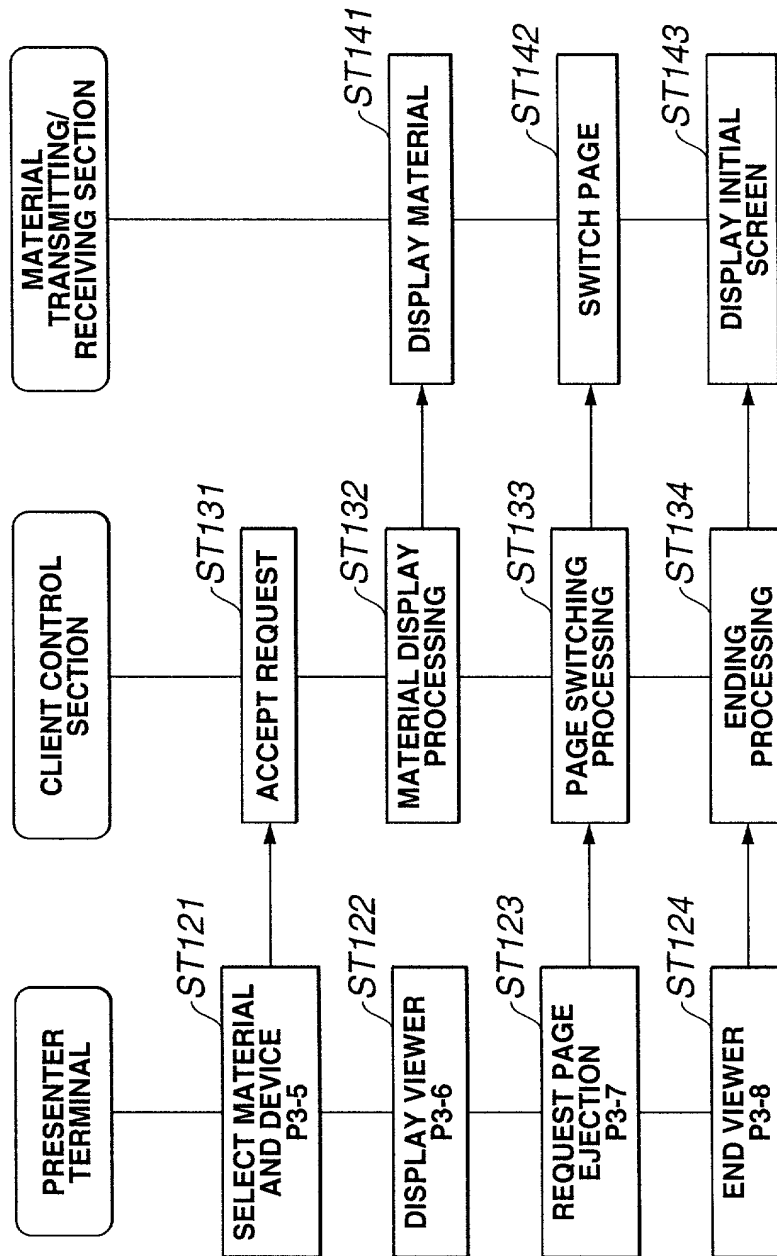 PRESENTER
TERMINAL
CLIENT CONTROL
SECTION
MATERIAL
TRANSMITTING/
RECEIVING SECTION
ST121
SELECT MATERIAL
AND DEVICE
P3-5
ST131
ACCEPT REQUEST
ST122
DISPLAY VIEWER
P3-6
ST132
MATERIAL DISPLAY
PROCESSING
ST141
DISPLAY MATERIAL
ST123
REQUEST PAGE
EJECTION
P3-7
ST133
PAGE SWITCHING
PROCESSING
ST142
SWITCH PAGE
ST124
END VIEWER
P3-8
ST134
ENDING
PROCESSING
ST143
DISPLAY INITIAL
SCREEN